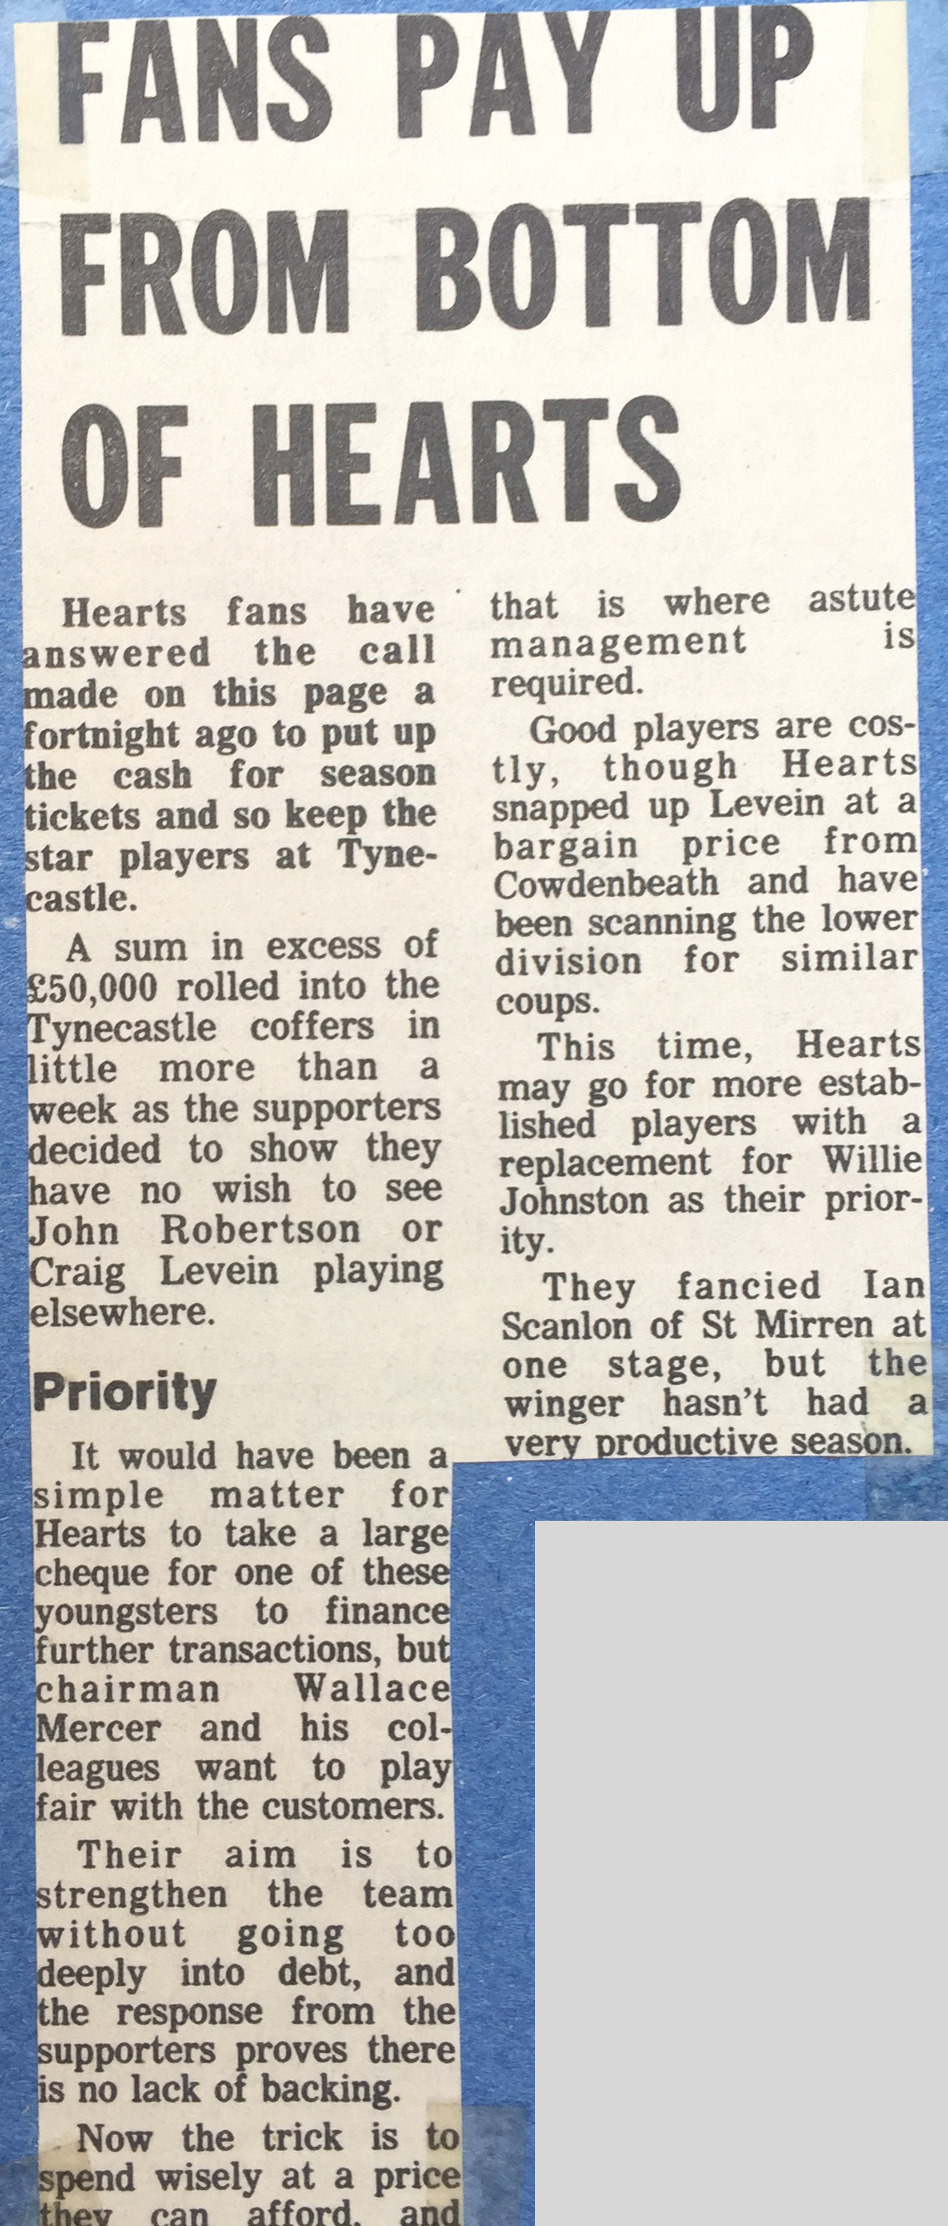 FANS PAY UP
FROM BOTTOM
OF HEARTS
Hearts fans have
answered the call
made on this page a
fortnight ago to put up
the cash for season
tickets and so keep the
star players at Tyne-
castle.
A sum in excess of
£50,000 rolled into the
Tynecastle coffers in
little more than a
week as the supporters
decided to show they
have no wish to see
John Robertson or
Craig Levein playing
elsewhere.
Priority
It would have been a
simple matter for
Hearts to take a large
cheque for one of these
youngsters to finance
further transactions, but
chairman Wallace
Mercer and his col-
leagues want to play
fair with the customers.
Their aim is to
strengthen the team
without going too
deeply into debt, and
the response from the
supporters proves there
is no lack of backing.
Now the trick is to
spend wisely at a price
they can afford, and
that is where astute
management is
required.
Good players are cos-
tly, though Hearts
snapped up Levein at a
bargain price from
Cowdenbeath and have
been scanning the lower
division for similar
coups.
This time, Hearts
may go for more estab-
lished players with a
replacement for Willie
Johnston as their prior-
ity.
They fancied Ian
Scanlon of St Mirren at
one stage, but the
winger hasn't had a
very productive season.